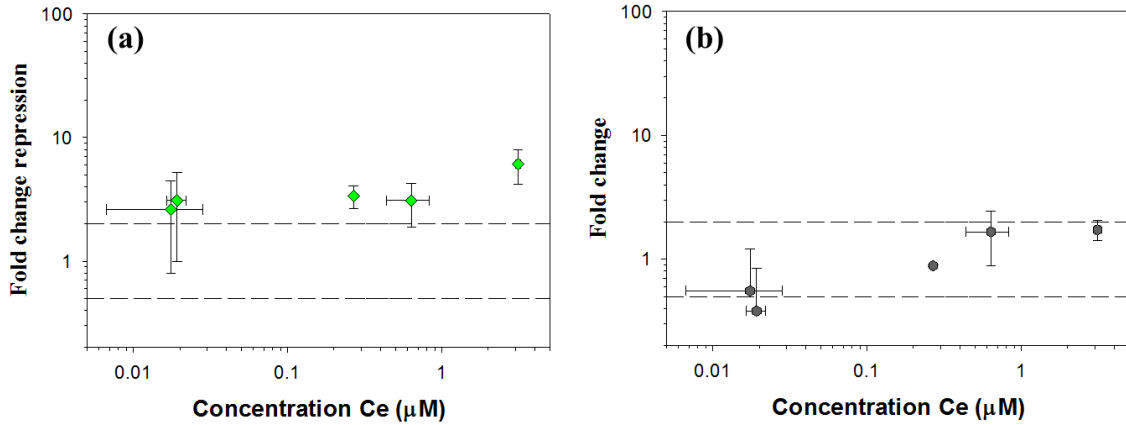 (a)
Fold change repression
100
10
1
0.01
0.1
1
Concentration Ce (μM)
(b)
Fold change
100
10
1
0.01
0.1
1
Concentration Ce (μM)